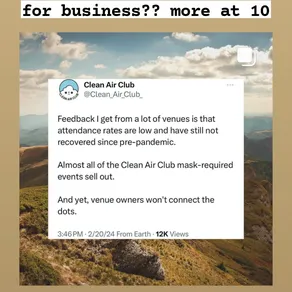 for business?? more at 10
Clean Air Club
@Clean_Air_Club_
Feedback I get from a lot of venues is that
attendance rates are low and have still not
recovered since pre-pandemic.
Almost all of the Clean Air Club mask-required
events sell out.
And yet, venue owners won't connect the
dots.
3:46 PM · 2/20/24 From Earth · 12K Views